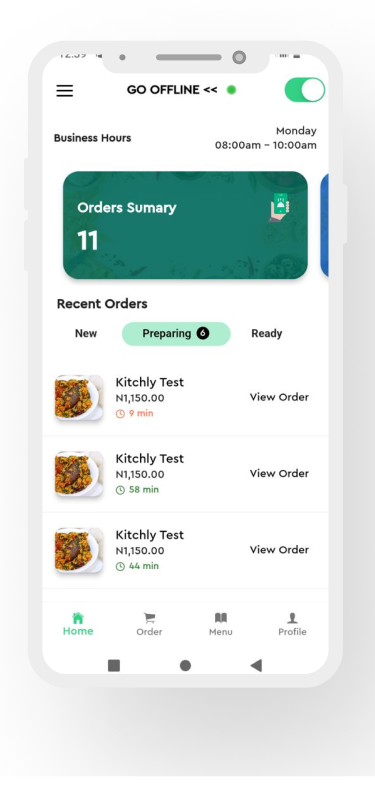 GO OFFLINE <<
Business Hours
Monday
08:00am – 10:00am
Orders Sumary
11
Recent Orders
New
Preparing 6
Ready
Kitchly Test
N1,150.00
View Order
9 min
Kitchly Test
N1,150.00
View Order
58 min
Kitchly Test
N1,150.00
View Order
44 min
Home
Order
Menu
Profile